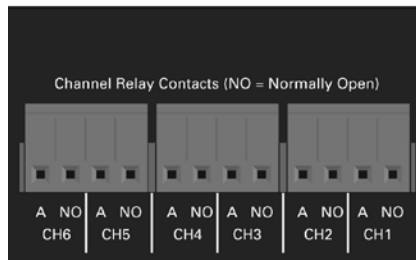 Channel Relay Contacts (NO = Normally Open)
A NO A NO A NO A NO A NO A NO
CH6 CH5 CH4 CH3 CH2 CH1